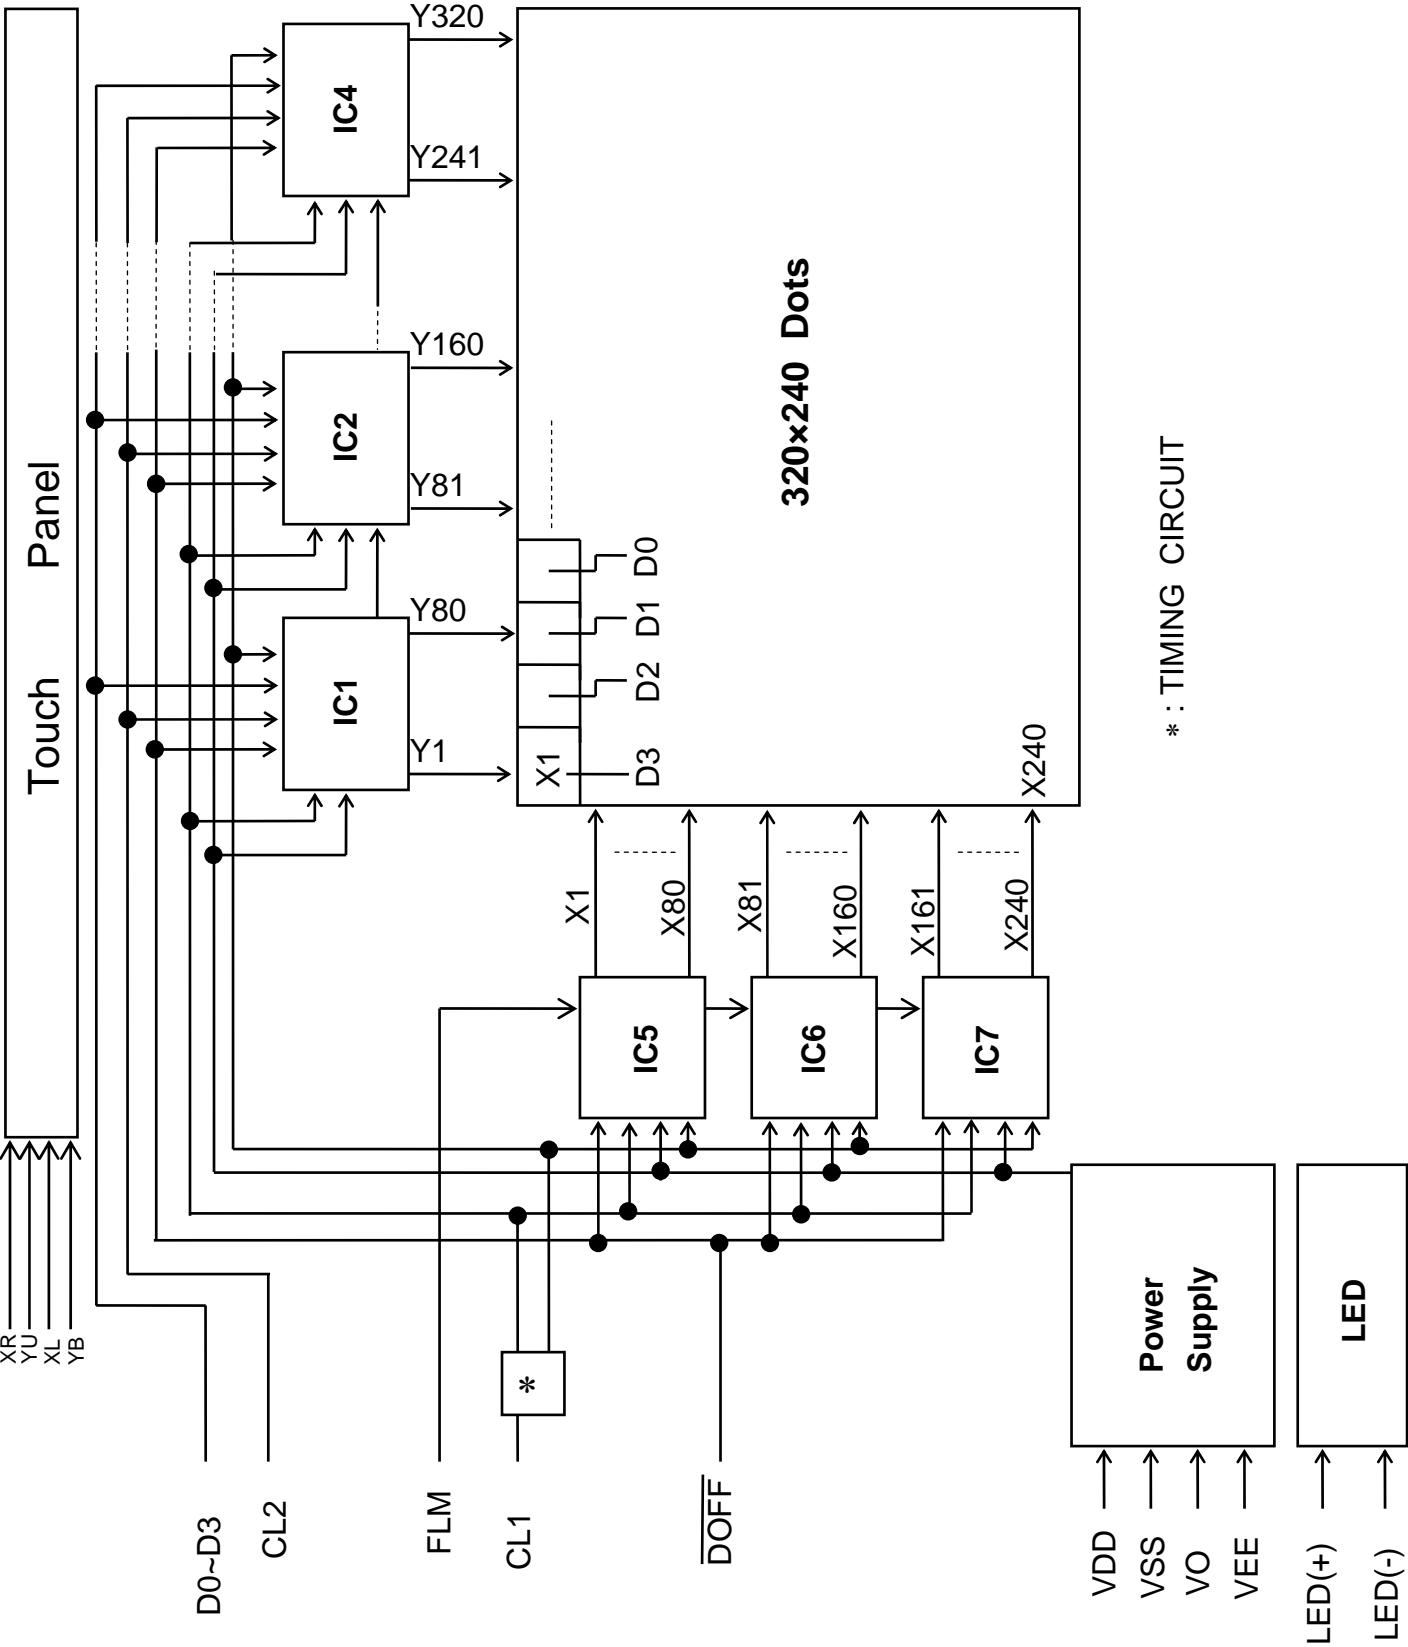 Touch Panel
XR
YU
XL
YB
D0~D3
CL2
FLM
CL1
DOFF
*
IC1
IC2
IC4
Y1
Y80
Y81
Y160
Y241
Y320
X1
D3
D2
D1
D0
320×240 Dots
X240
IC5
IC6
IC7
X1
X80
X81
X160
X161
X240
VDD
VSS
VO
VEE
Power
Supply
LED(+)
LED(-)
LED
* : TIMING CIRCUIT